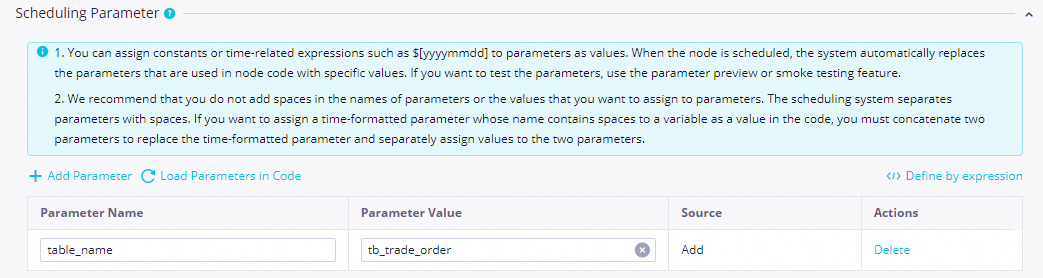 Scheduling Parameter ?
1. You can assign constants or time-related expressions such as $[yyyymmdd] to parameters as values. When the node is scheduled, the system automatically replaces
the parameters that are used in node code with specific values. If you want to test the parameters, use the parameter preview or smoke testing feature.
2. We recommend that you do not add spaces in the names of parameters or the values that you want to assign to parameters. The scheduling system separates
parameters with spaces. If you want to assign a time-formatted parameter whose name contains spaces to a variable as a value in the code, you must concatenate two
parameters to replace the time-formatted parameter and separately assign values to the two parameters.
+ Add Parameter Load Parameters in Code </> Define by expression
Parameter Name Parameter Value Source Actions
table_name tb_trade_order Add Delete